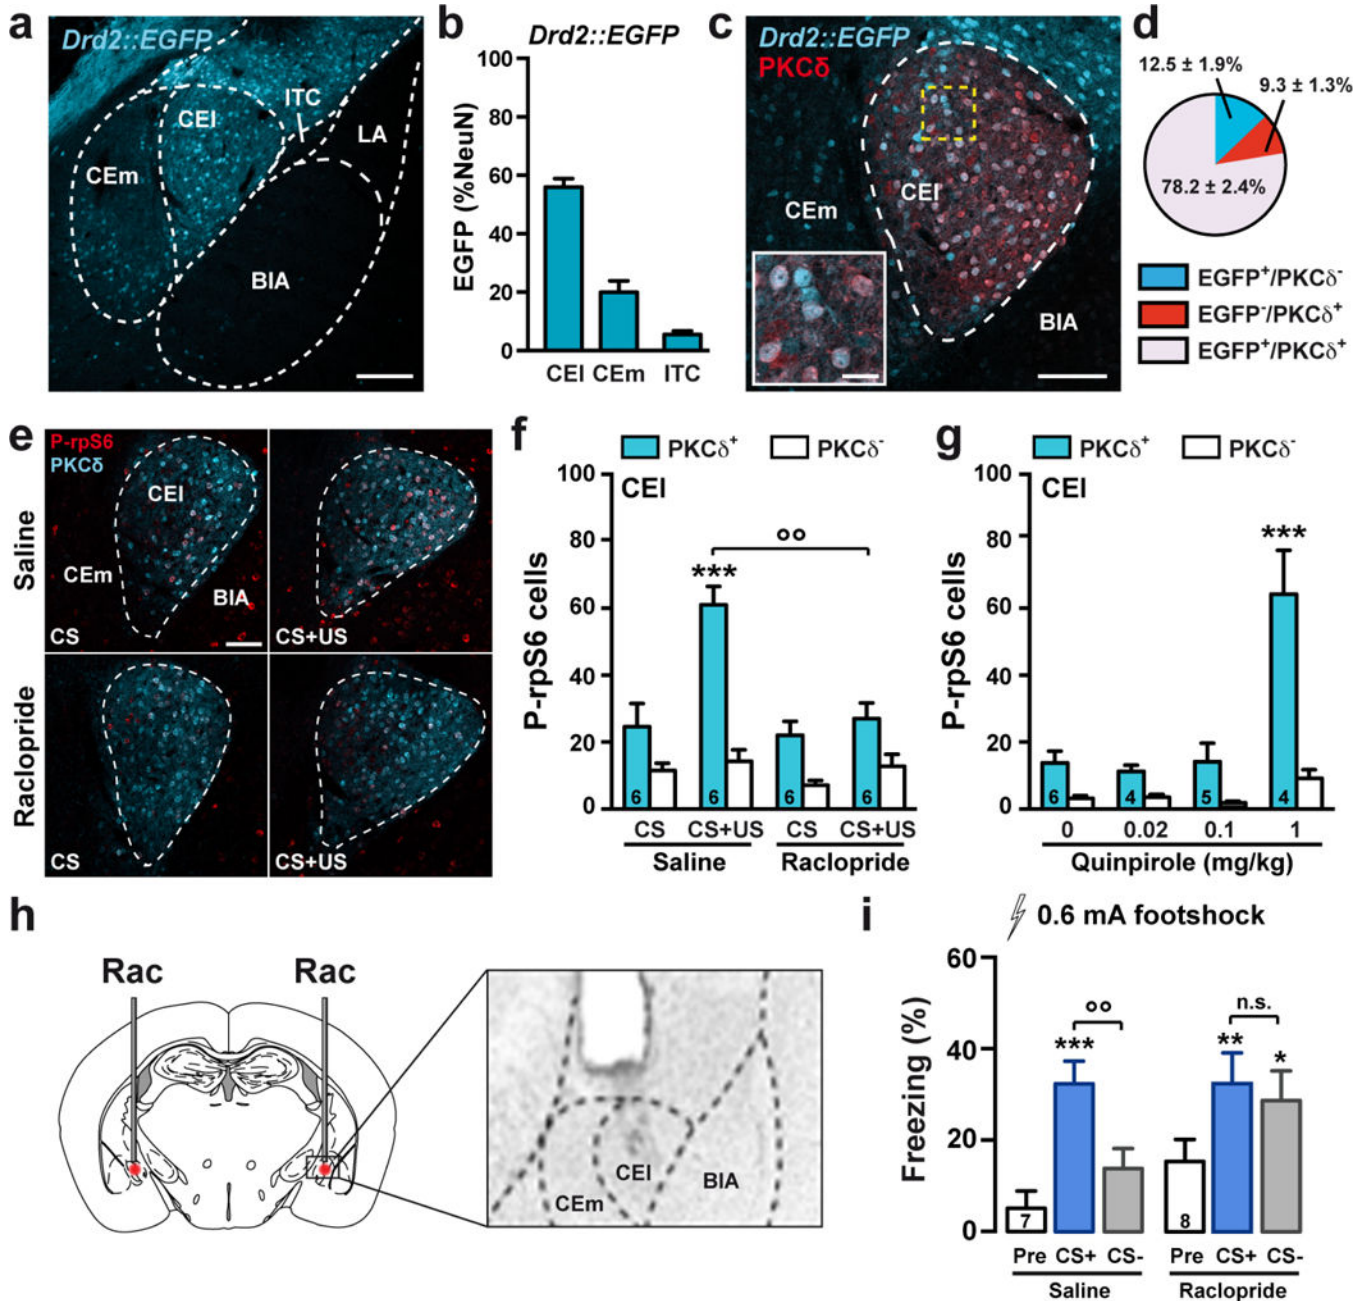 a
Drd2::EGFP
ITC
CEl
LA
CEm
BlA
b
Drd2::EGFP
EGFP (%NeuN)
100
80
60
40
20
0
CEl CEm ITC
c
Drd2::EGFP
PKCδ
CEl
CEm
BlA
d
12.5 ± 1.9%
9.3 ± 1.3%
78.2 ± 2.4%
EGFP⁺/PKCδ⁻
EGFP⁻/PKCδ⁺
EGFP⁺/PKCδ⁺
e
P-rpS6
PKCδ
CEl
CEm
BlA
CS
CS+US
Saline
CS
CS+US
Raclopride
f
PKCδ⁺ PKCδ⁻
CEl
P-rpS6 cells
100
80
60
40
20
0
***
°°
6 6 6 6
CS CS+US CS CS+US
Saline Raclopride
g
PKCδ⁺ PKCδ⁻
CEl
P-rpS6 cells
100
80
60
40
20
0
***
6 4 5 4
0 0.02 0.1 1
Quinpirole (mg/kg)
h
Rac Rac
CEl
CEm
BlA
i
0.6 mA footshock
Freezing (%)
60
40
20
0
°° n.s.
*** ** *
7 8
Pre CS+ CS- Pre CS+ CS-
Saline Raclopride